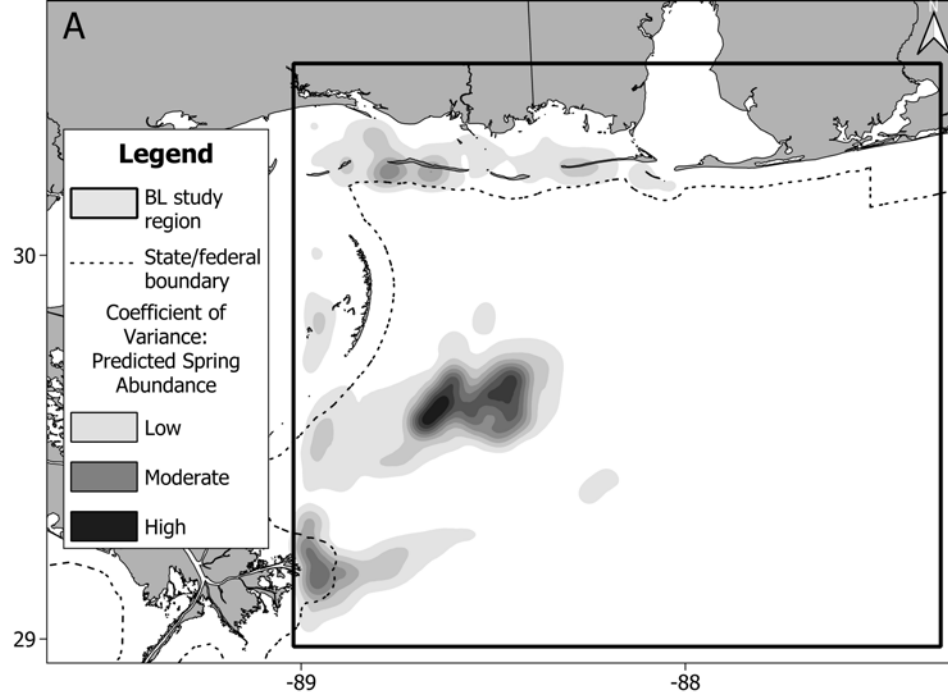 A
N
Legend
BL study
region
State/federal
boundary
Coefficient of
Variance:
Predicted Spring
Abundance
Low
Moderate
High
30
29
-89
-88